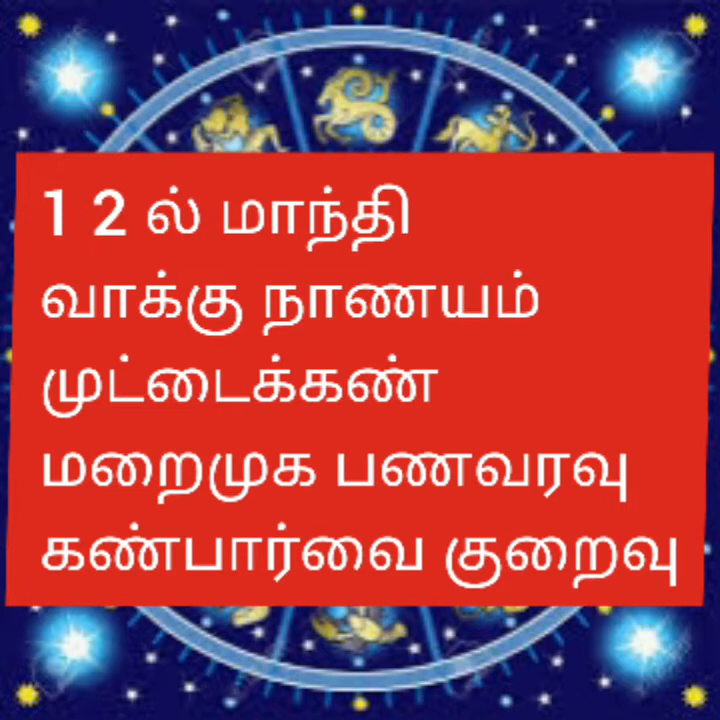 1 2 ல் மாந்தி
வாக்கு நாணயம்
முட்டைக்கண்
மறைமுக பணவரவு
கண்பார்வை குறைவு